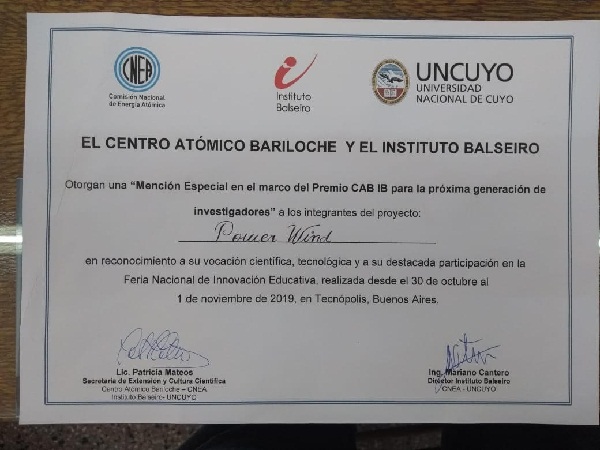 CNEA
Comisión Nacional
de Energía Atómica
Instituto
Balseiro
UNCUYO
UNIVERSIDAD
NACIONAL DE CUYO
EL CENTRO ATÓMICO BARILOCHE Y EL INSTITUTO BALSEIRO
Otorgan una “Mención Especial en el marco del Premio CAB IB para la próxima generación de
investigadores” a los integrantes del proyecto:
Power Wind
en reconocimiento a su vocación científica, tecnológica y a su destacada participación en la
Feria Nacional de Innovación Educativa, realizada desde el 30 de octubre al
1 de noviembre de 2019, en Tecnópolis, Buenos Aires.
Lic. Patricia Mateos
Secretaria de Extensión y Cultura Científica
Centro Atómico Bariloche – CNEA
Instituto Balseiro- UNCUYO
Ing. Mariano Cantero
Director Instituto Balseiro
CNEA - UNCUYO